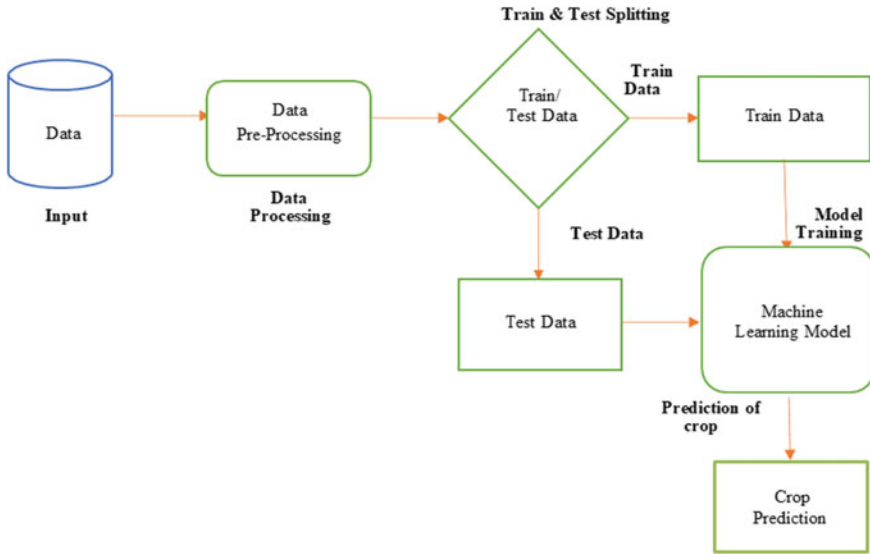 Train & Test Splitting
Data
Input
Data
Pre-Processing
Data
Processing
Train/
Test Data
Train
Data
Train Data
Test Data
Test Data
Model
Training
Machine
Learning Model
Prediction of
crop
Crop
Prediction